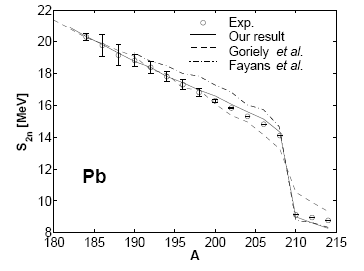 22
20
18
16
14
12
10
8
S2n [MeV]
Exp.
Our result
Goriely et al.
Fayans et al.
Pb
180 185 190 195 200 205 210 215
A